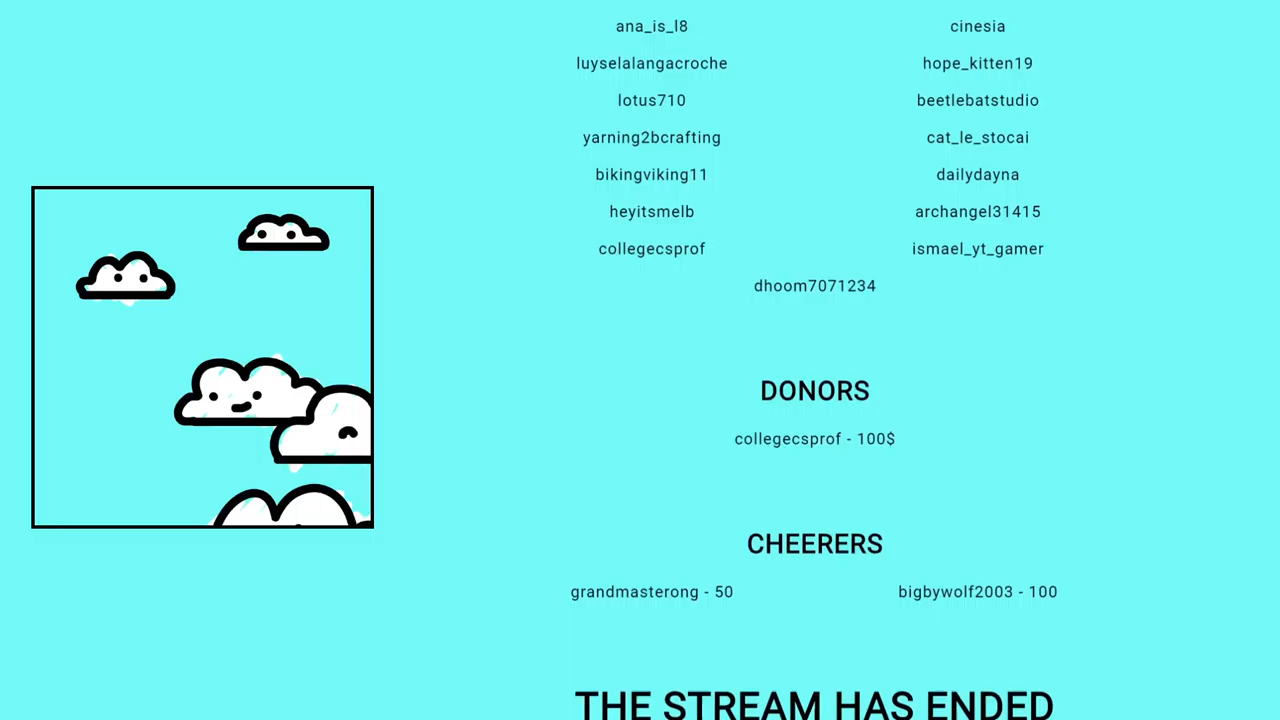 ana_is_l8 cinesia
luyselalangacroche hope_kitten19
lotus710 beetlebatstudio
yarning2bcrafting cat_le_stocai
bikingviking11 dailydayna
heyitsmelb archangel31415
collegecsprof ismael_yt_gamer
dhoom7071234
DONORS
collegecsprof - 100$
CHEERERS
grandmasterong - 50 bigbywolf2003 - 100
THE STREAM HAS ENDED